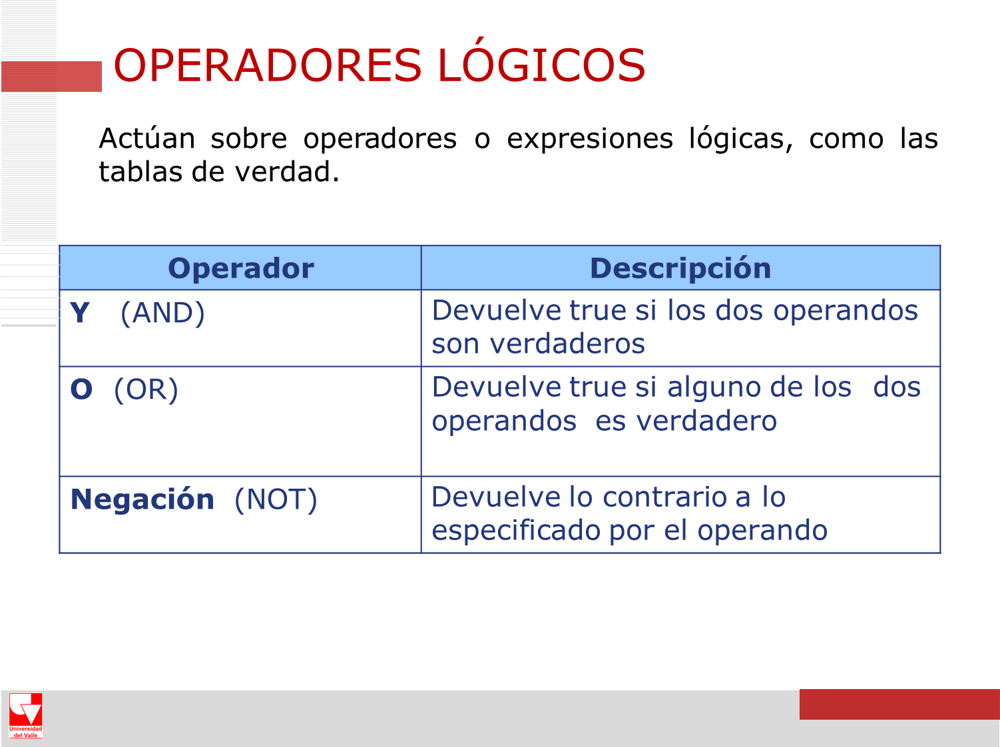 OPERADORES LÓGICOS
Actúan sobre operadores o expresiones lógicas, como las
tablas de verdad.
Operador
Descripción
Y (AND)
Devuelve true si los dos operandos
son verdaderos
O (OR)
Devuelve true si alguno de los dos
operandos es verdadero
Negación (NOT)
Devuelve lo contrario a lo
especificado por el operando
Universidad
del Valle